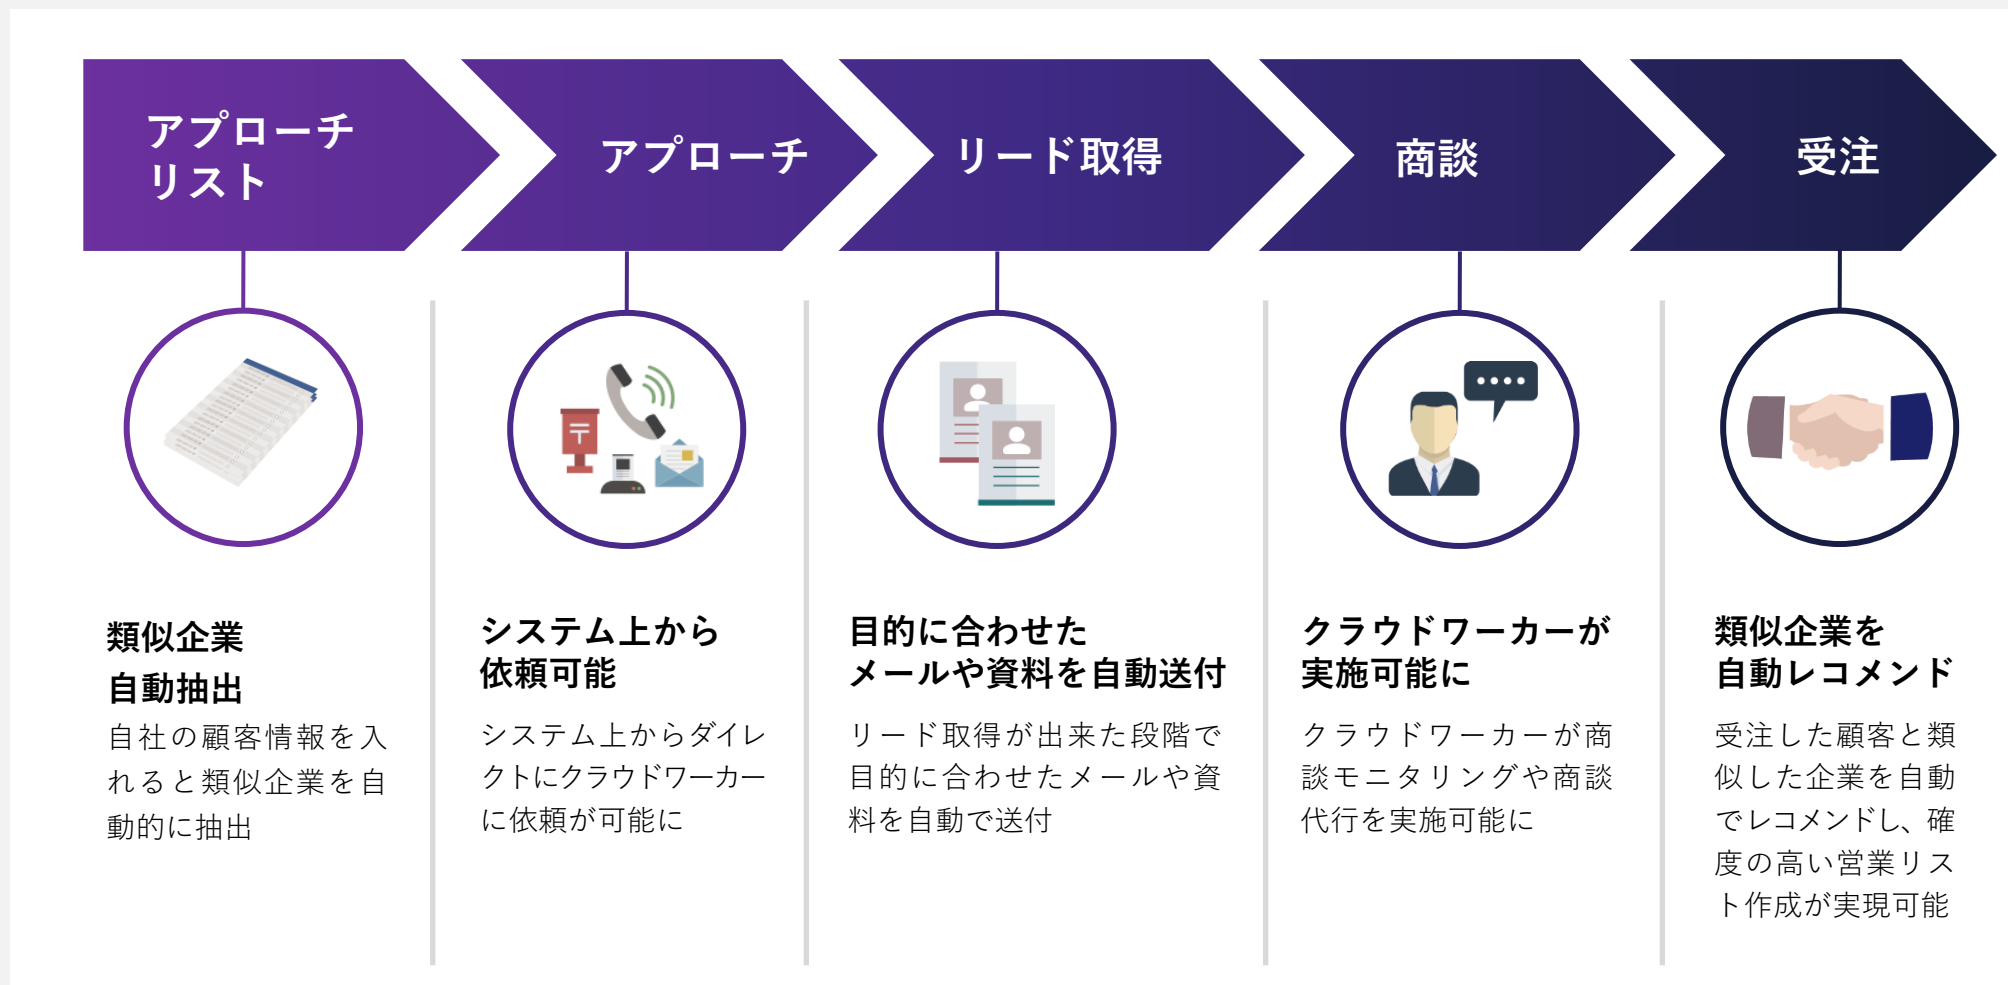 アプローチ
リスト
アプローチ
リード取得
商談
受注
類似企業
自動抽出
自社の顧客情報を入
れると類似企業を自
動的に抽出
システム上から
依頼可能
システム上からダイレ
クトにクラウドワーカー
に依頼が可能に
目的に合わせた
メールや資料を自動送付
リード取得が出来た段階で
目的に合わせたメールや資
料を自動で送付
クラウドワーカーが
実施可能に
クラウドワーカーが商
談モニタリングや商談
代行を実施可能に
類似企業を
自動レコメンド
受注した顧客と類
似した企業を自動
でレコメンドし、確
度の高い営業リス
ト作成が実現可能